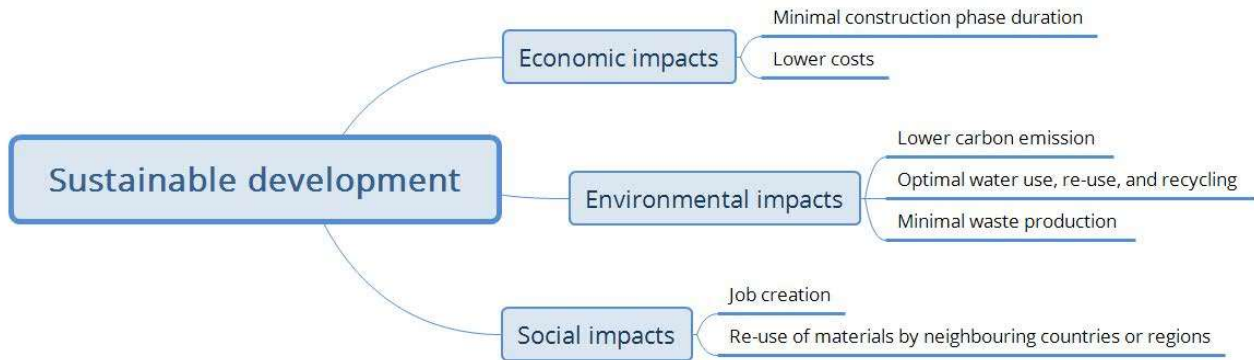 Sustainable development
Economic impacts
Minimal construction phase duration
Lower costs
Environmental impacts
Lower carbon emission
Optimal water use, re-use, and recycling
Minimal waste production
Social impacts
Job creation
Re-use of materials by neighbouring countries or regions